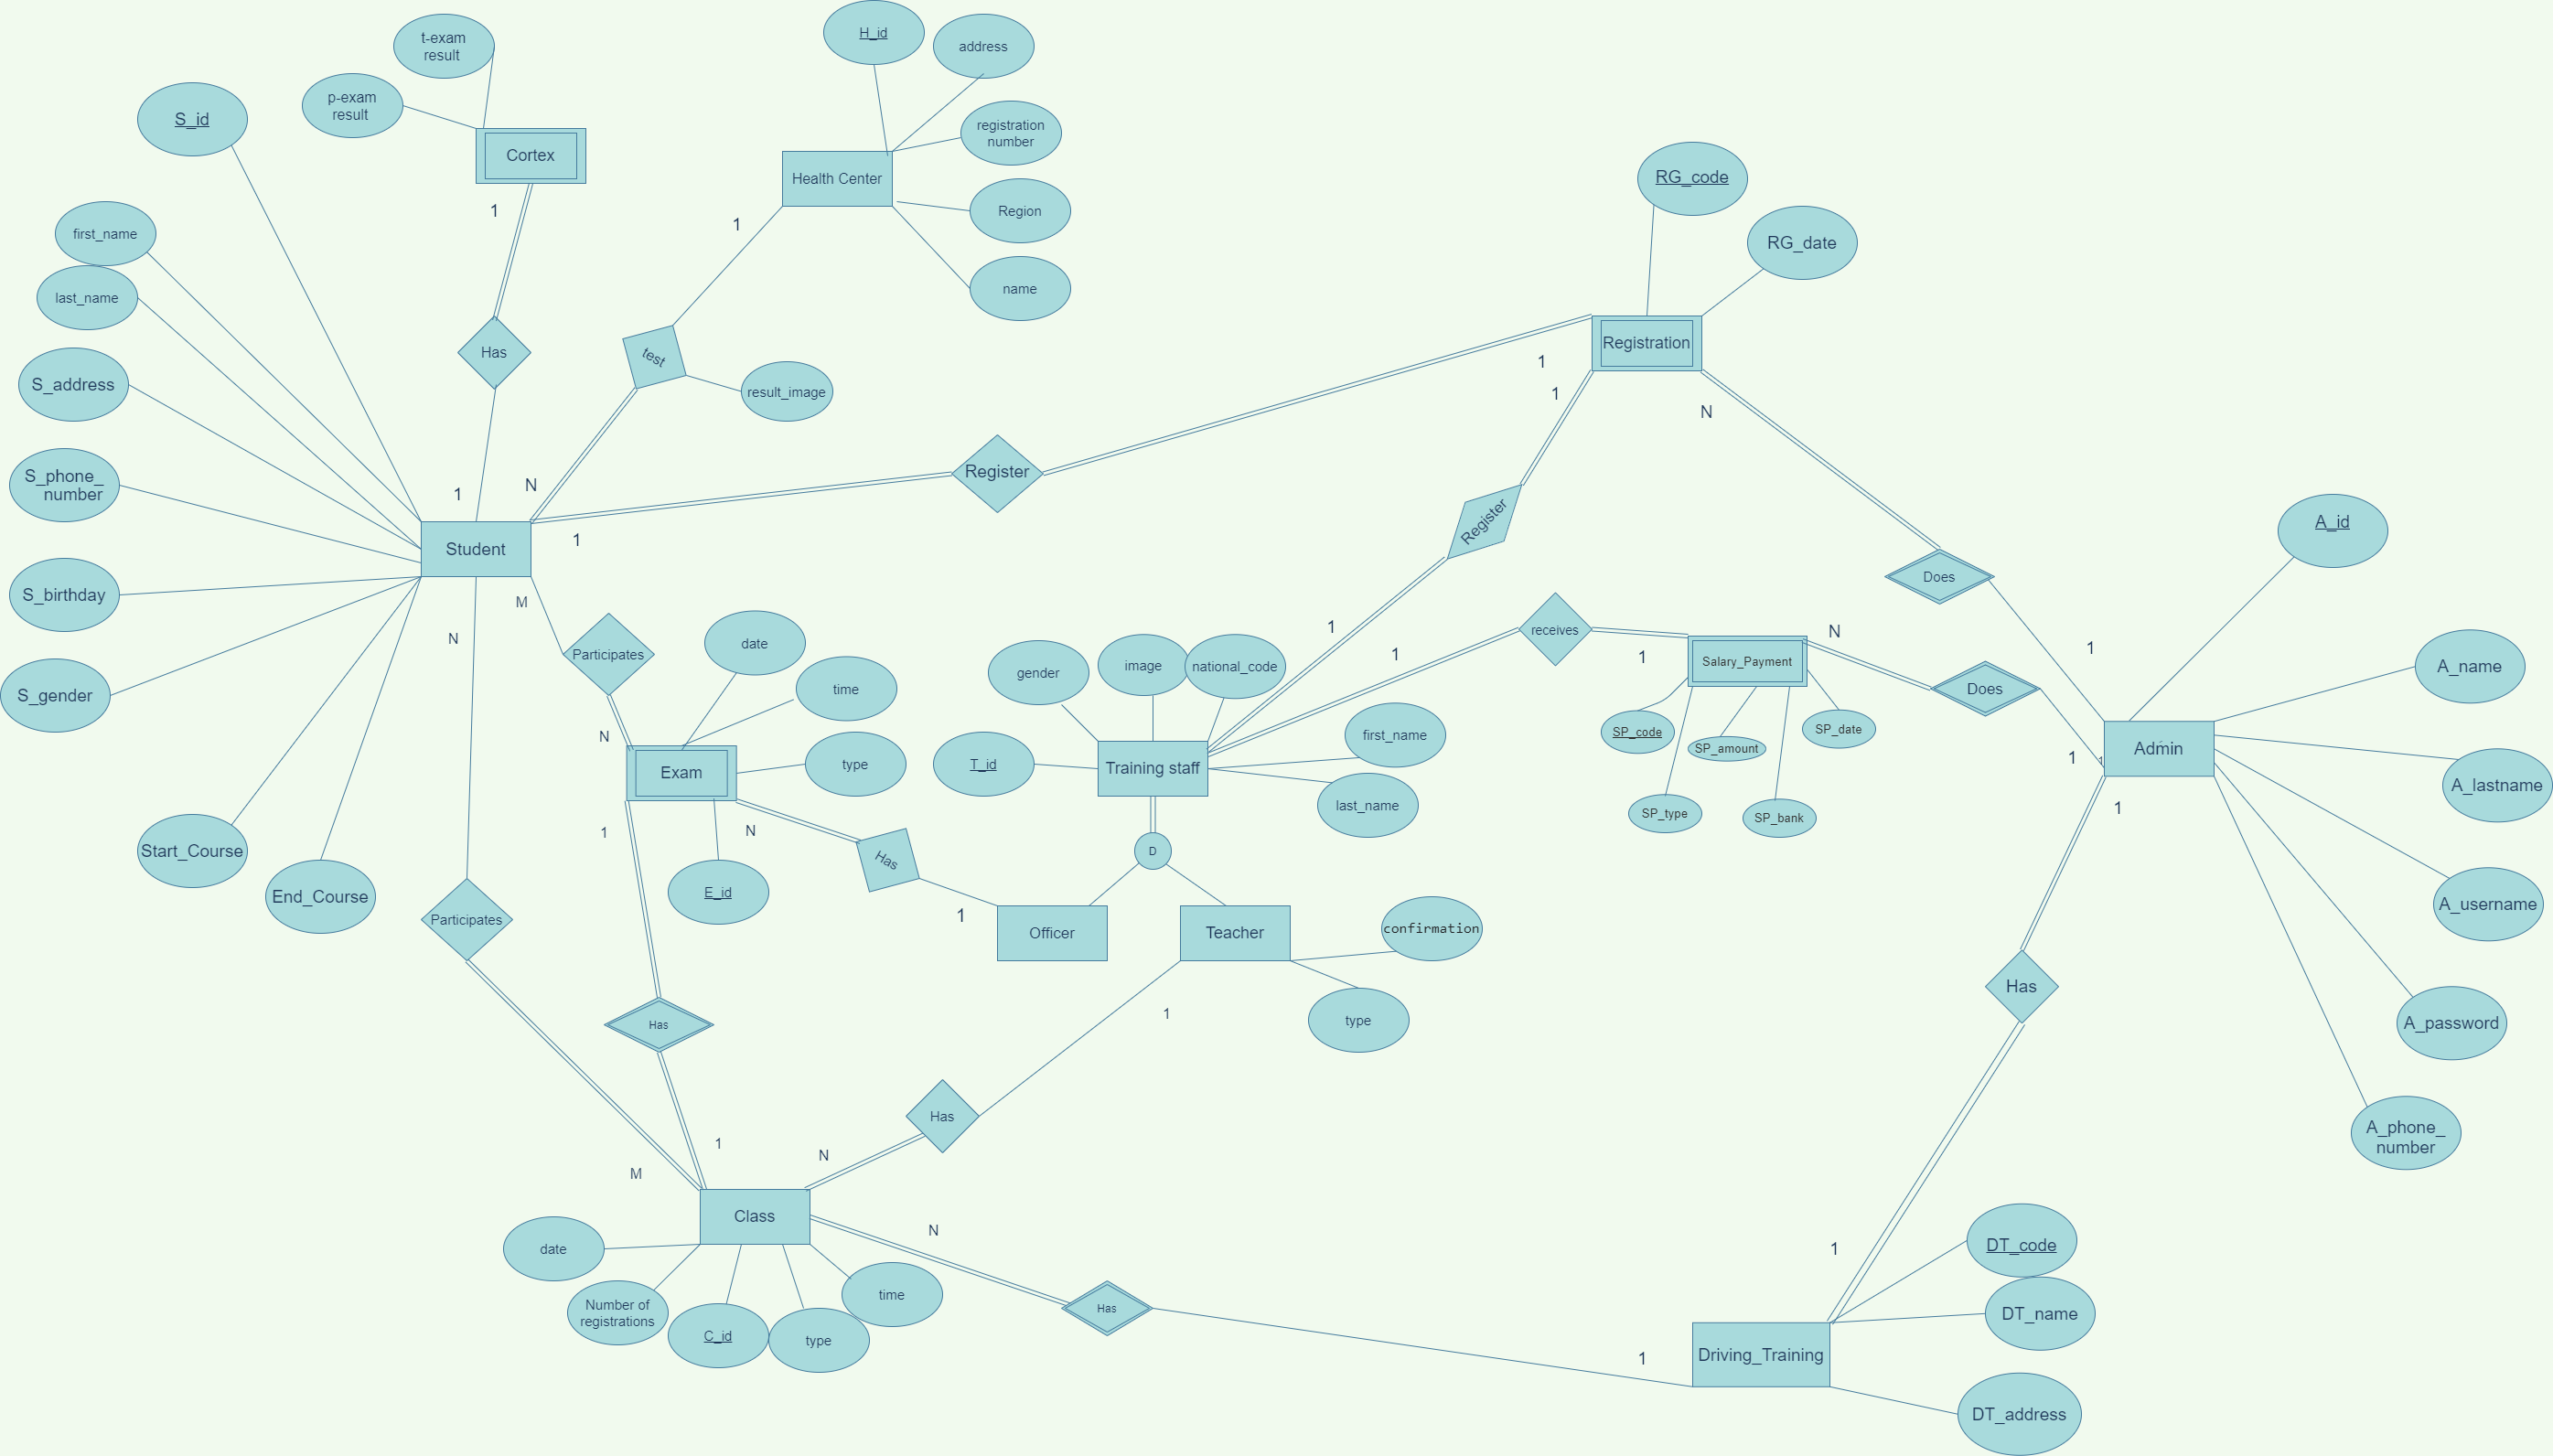 t-exam
result
H_id
address
p-exam
result
S_id
registration
number
Cortex
Health Center
RG_code
1
1
Region
first_name
RG_date
last_name
name
Registration
Has
test
1
S_address
result_image
1
N
Register
S_phone_
number
N
1
Register
A_id
Student
1
Does
S_birthday
M
N
1
receives
N
date
Participates
1
1
1
Salary_Payment
gender
image
national_code
A_name
time
Does
S_gender
N
SP_code
SP_amount
SP_date
first_name
Admin
1
1
type
Exam
T_id
Training staff
A_lastname
last_name
1
SP_type
SP_bank
1
N
Start_Course
D
Has
End_Course
E_id
A_username
Participates
1
Officer
Teacher
confirmation
Has
1
type
Has
A_password
Has
1
N
A_phone_
number
M
Class
N
date
1
DT_code
time
Number of
registrations
Has
DT_name
C_id
type
1
Driving_Training
DT_address